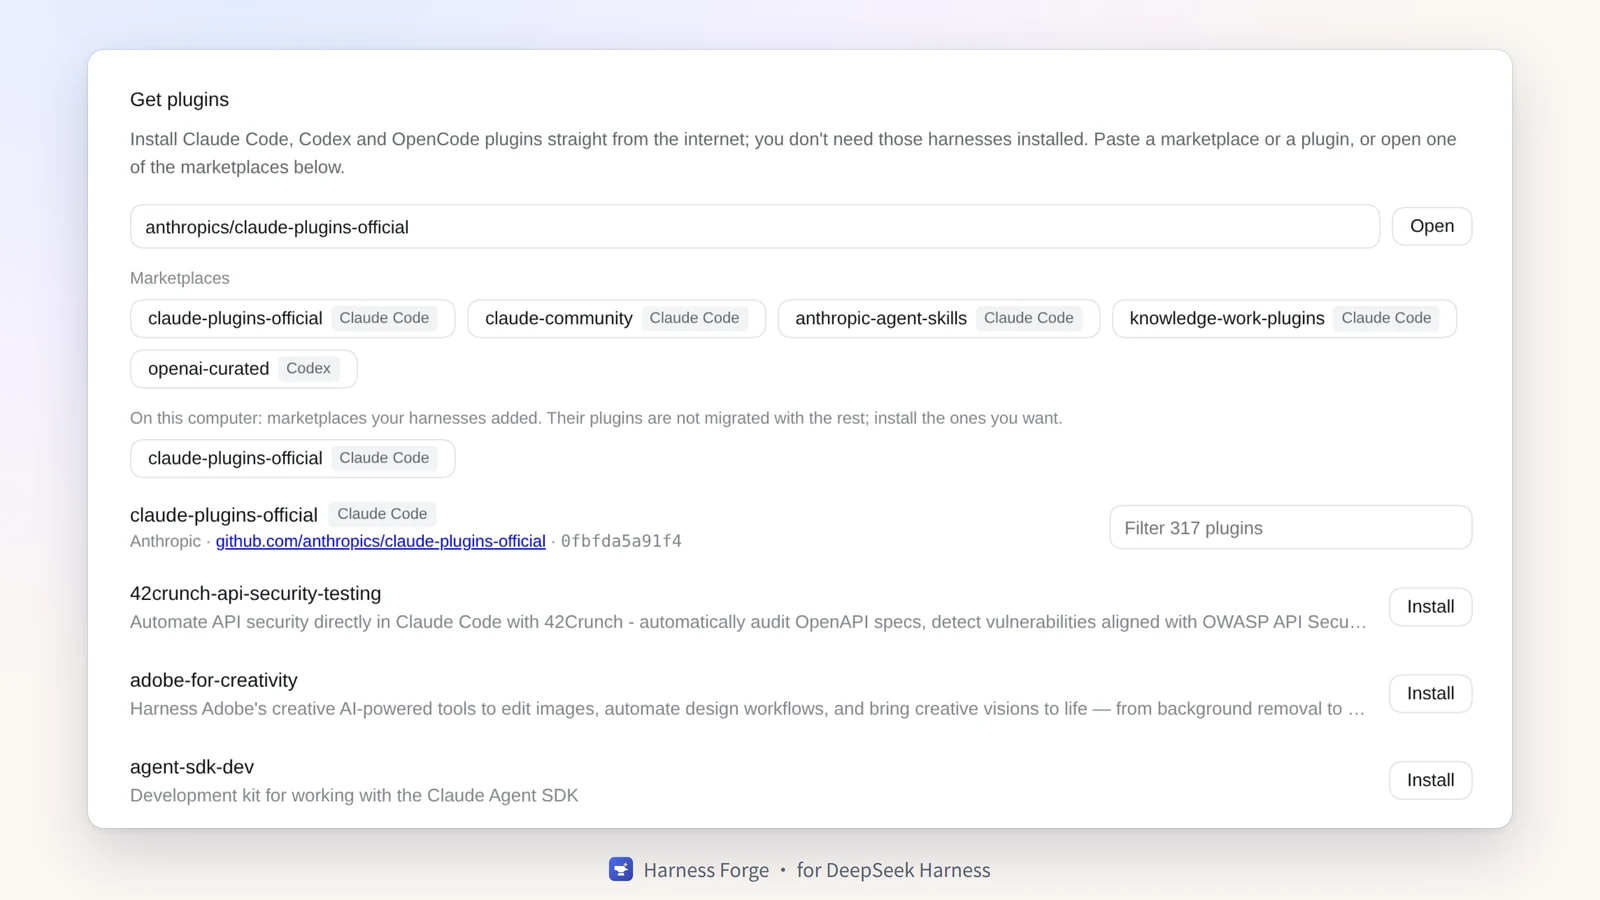 Get plugins
Install Claude Code, Codex and OpenCode plugins straight from the internet; you don't need those harnesses installed. Paste a marketplace or a plugin, or open one
of the marketplaces below.
anthropics/claude-plugins-official
Open
Marketplaces
claude-plugins-official Claude Code
claude-community Claude Code
anthropic-agent-skills Claude Code
knowledge-work-plugins Claude Code
openai-curated Codex
On this computer: marketplaces your harnesses added. Their plugins are not migrated with the rest; install the ones you want.
claude-plugins-official Claude Code
claude-plugins-official Claude Code
Anthropic · github.com/anthropics/claude-plugins-official · 0fbfda5a91f4
Filter 317 plugins
42crunch-api-security-testing
Automate API security directly in Claude Code with 42Crunch - automatically audit OpenAPI specs, detect vulnerabilities aligned with OWASP API Secu…
Install
adobe-for-creativity
Harness Adobe's creative AI-powered tools to edit images, automate design workflows, and bring creative visions to life — from background removal to …
Install
agent-sdk-dev
Development kit for working with the Claude Agent SDK
Install
Harness Forge · for DeepSeek Harness